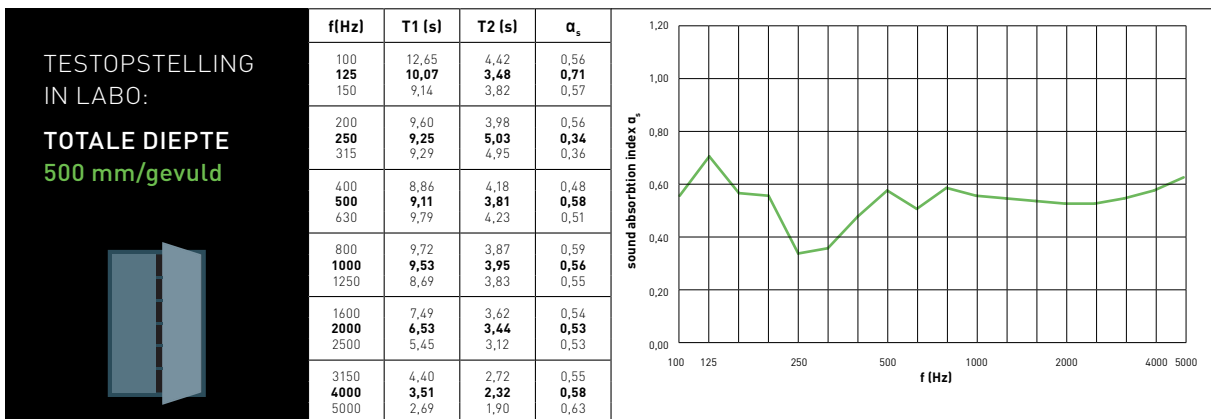 TESTOPSTELLING
IN LABO:
TOTALE DIEPTE
500 mm/gevuld
f(Hz) T1 (s) T2 (s) αs
100 12,65 4,42 0,56
125 10,07 3,48 0,71
150 9,14 3,82 0,57
200 9,60 3,98 0,56
250 9,25 5,03 0,34
315 9,29 4,95 0,36
400 8,86 4,18 0,48
500 9,11 3,81 0,58
630 9,79 4,23 0,51
800 9,72 3,87 0,59
1000 9,53 3,95 0,56
1250 8,69 3,83 0,55
1600 7,49 3,62 0,54
2000 6,53 3,44 0,53
2500 5,45 3,12 0,53
3150 4,40 2,72 0,55
4000 3,51 2,32 0,58
5000 2,69 1,90 0,63
sound absorbtion index αs
1,20
1,00
0,80
0,60
0,40
0,20
0,00
100 125 250 500 1000 2000 4000 5000
f (Hz)